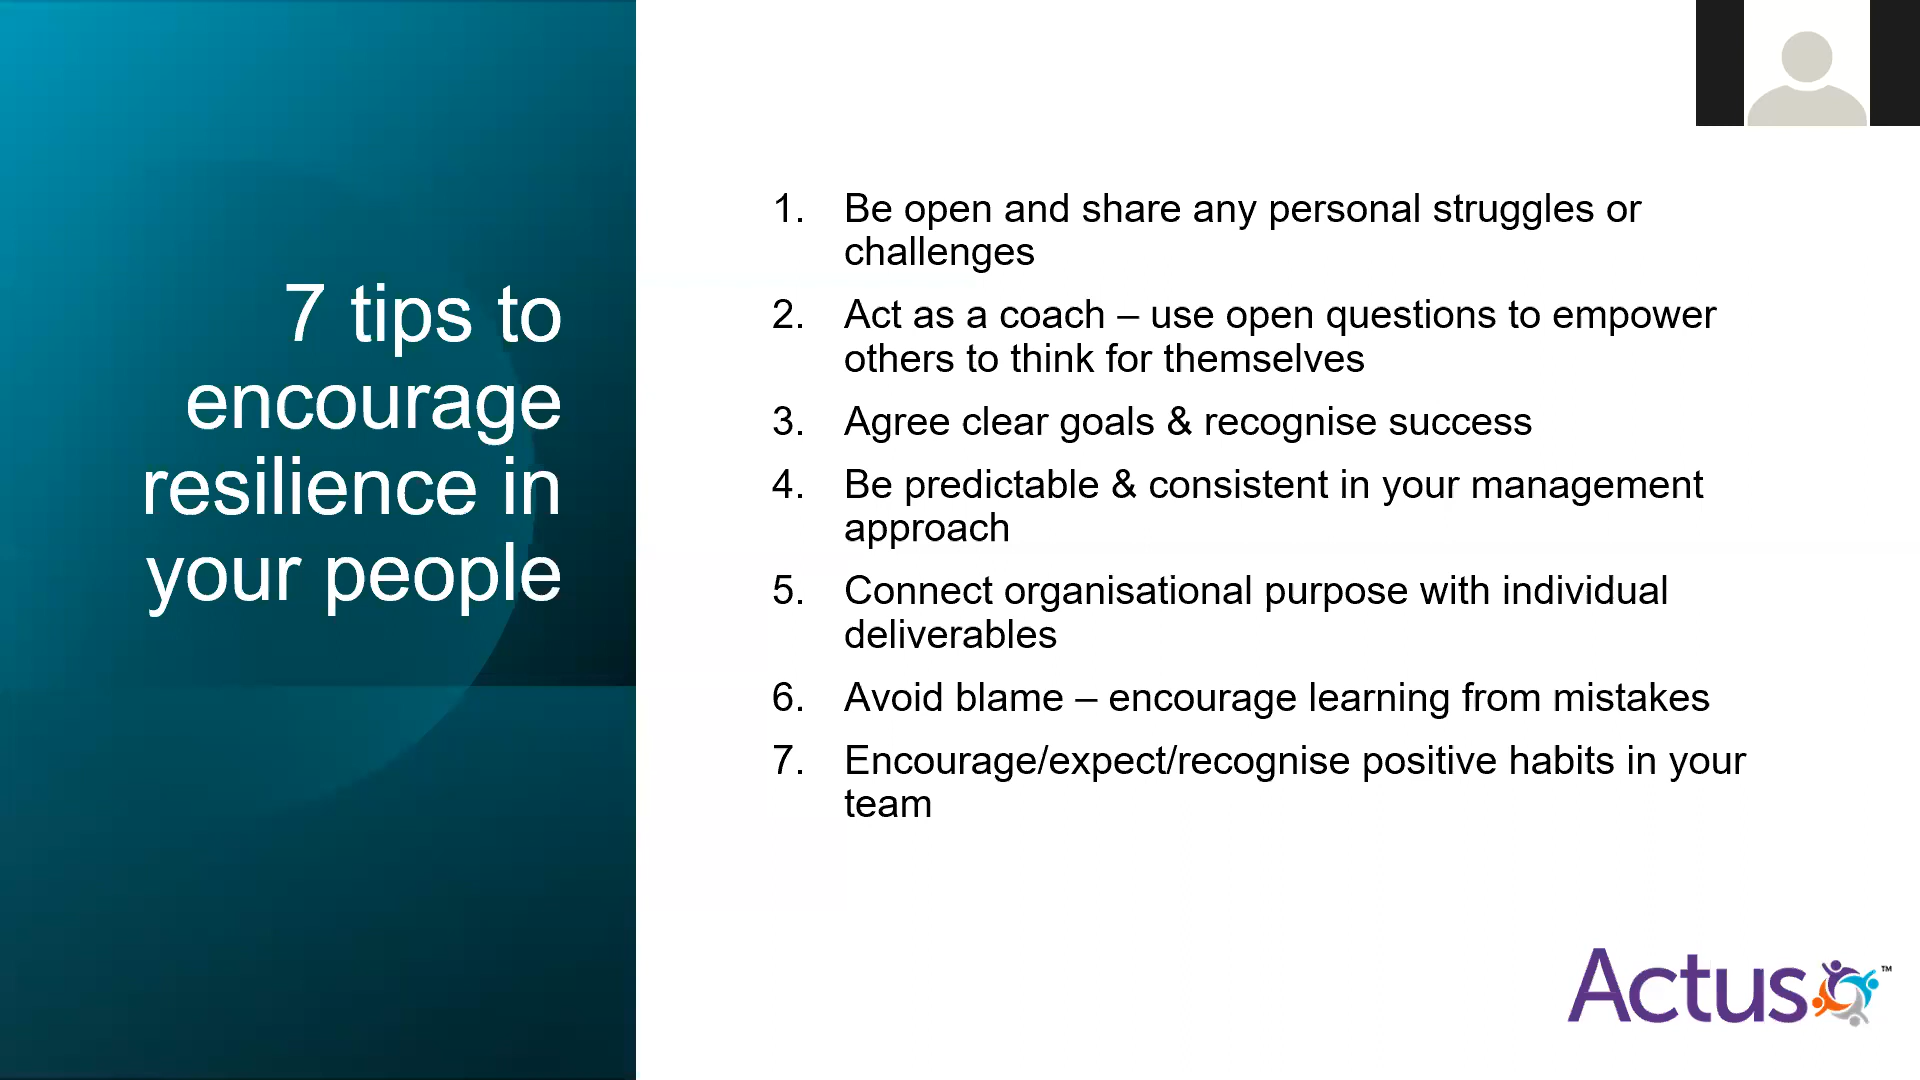 7 tips to
encourage
resilience in
your people
1. Be open and share any personal struggles or
challenges
2. Act as a coach – use open questions to empower
others to think for themselves
3. Agree clear goals & recognise success
4. Be predictable & consistent in your management
approach
5. Connect organisational purpose with individual
deliverables
6. Avoid blame – encourage learning from mistakes
7. Encourage/expect/recognise positive habits in your
team
Actus™